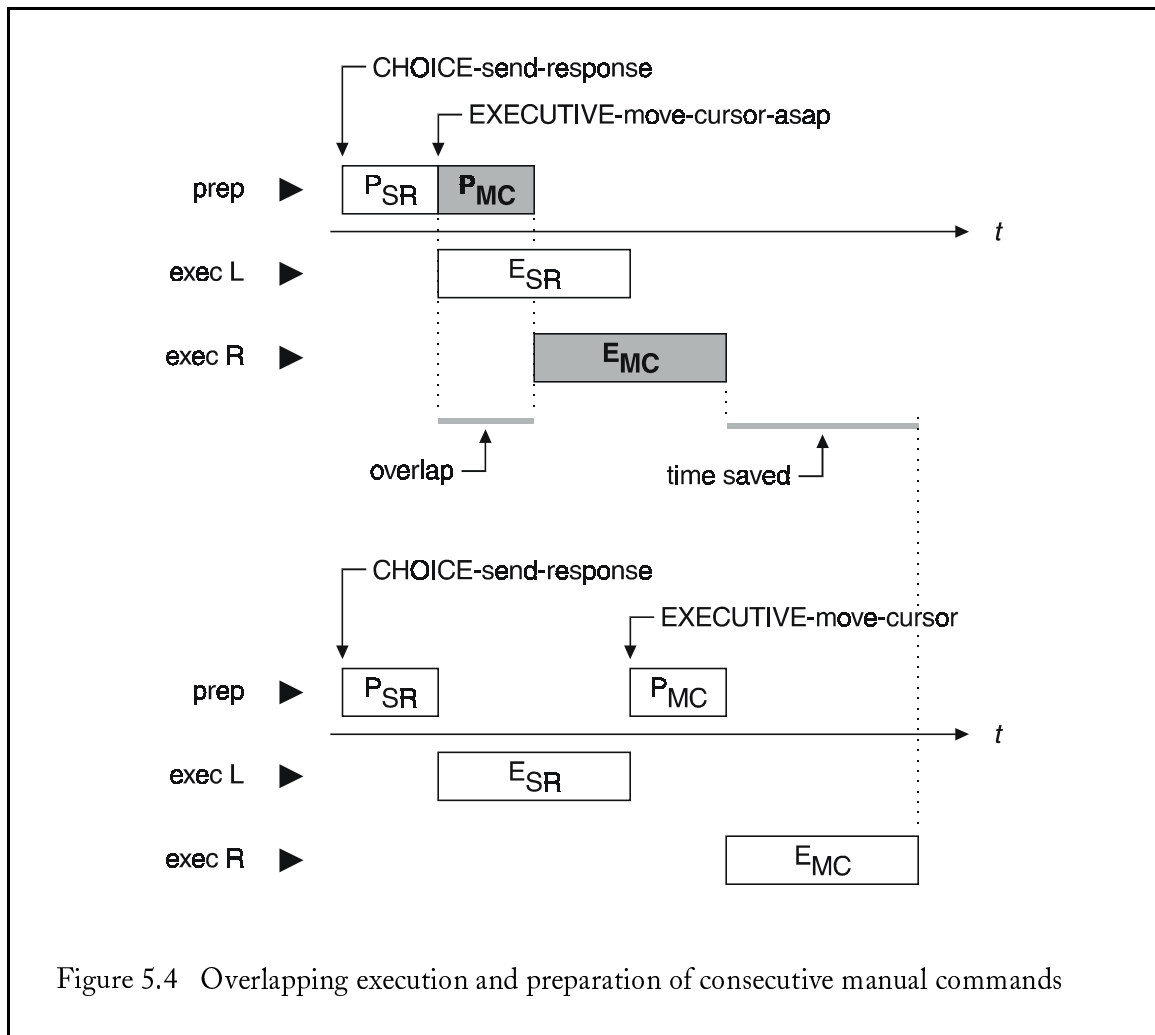 CHOICE-send-response
EXECUTIVE-move-cursor-asap
prep ► PSR PMC
t
exec L ► ESR
exec R ► EMC
overlap time saved
CHOICE-send-response
EXECUTIVE-move-cursor
prep ► PSR PMC
t
exec L ► ESR
exec R ► EMC
Figure 5.4 Overlapping execution and preparation of consecutive manual commands